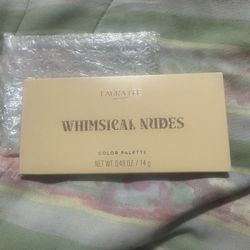 LAURA LEE
WHIMSICAL NUDES
COLOR PALETTE
NET WT. 0.49 OZ. / 14 g